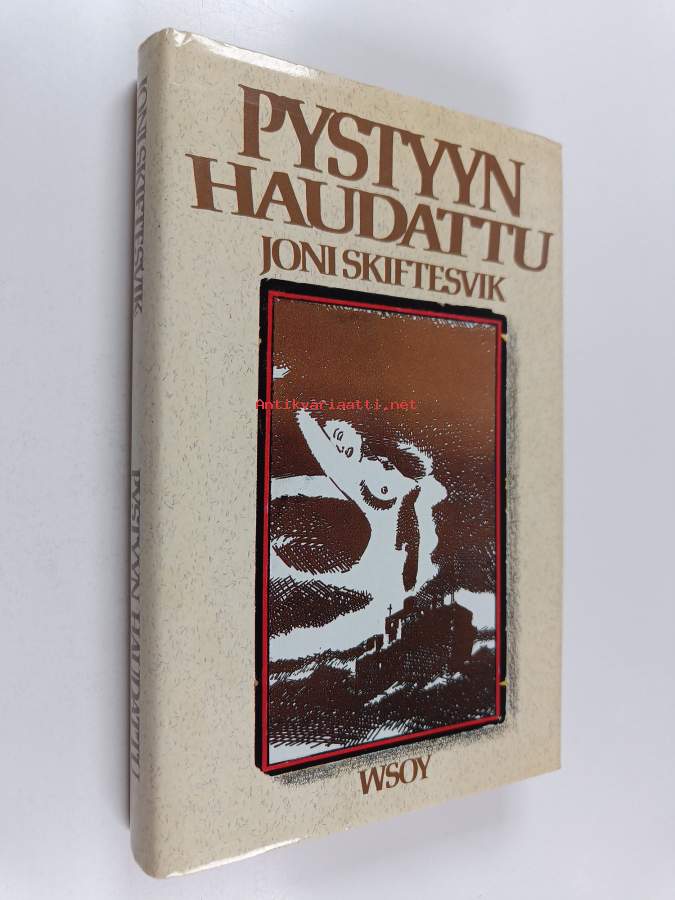 PYSTYYN
HAUDATTU
JONI SKIFTESVIK
Antikvariaatti.net
WSOY
JONI SKIFTESVIK
PYSTYYN HAUDATTU